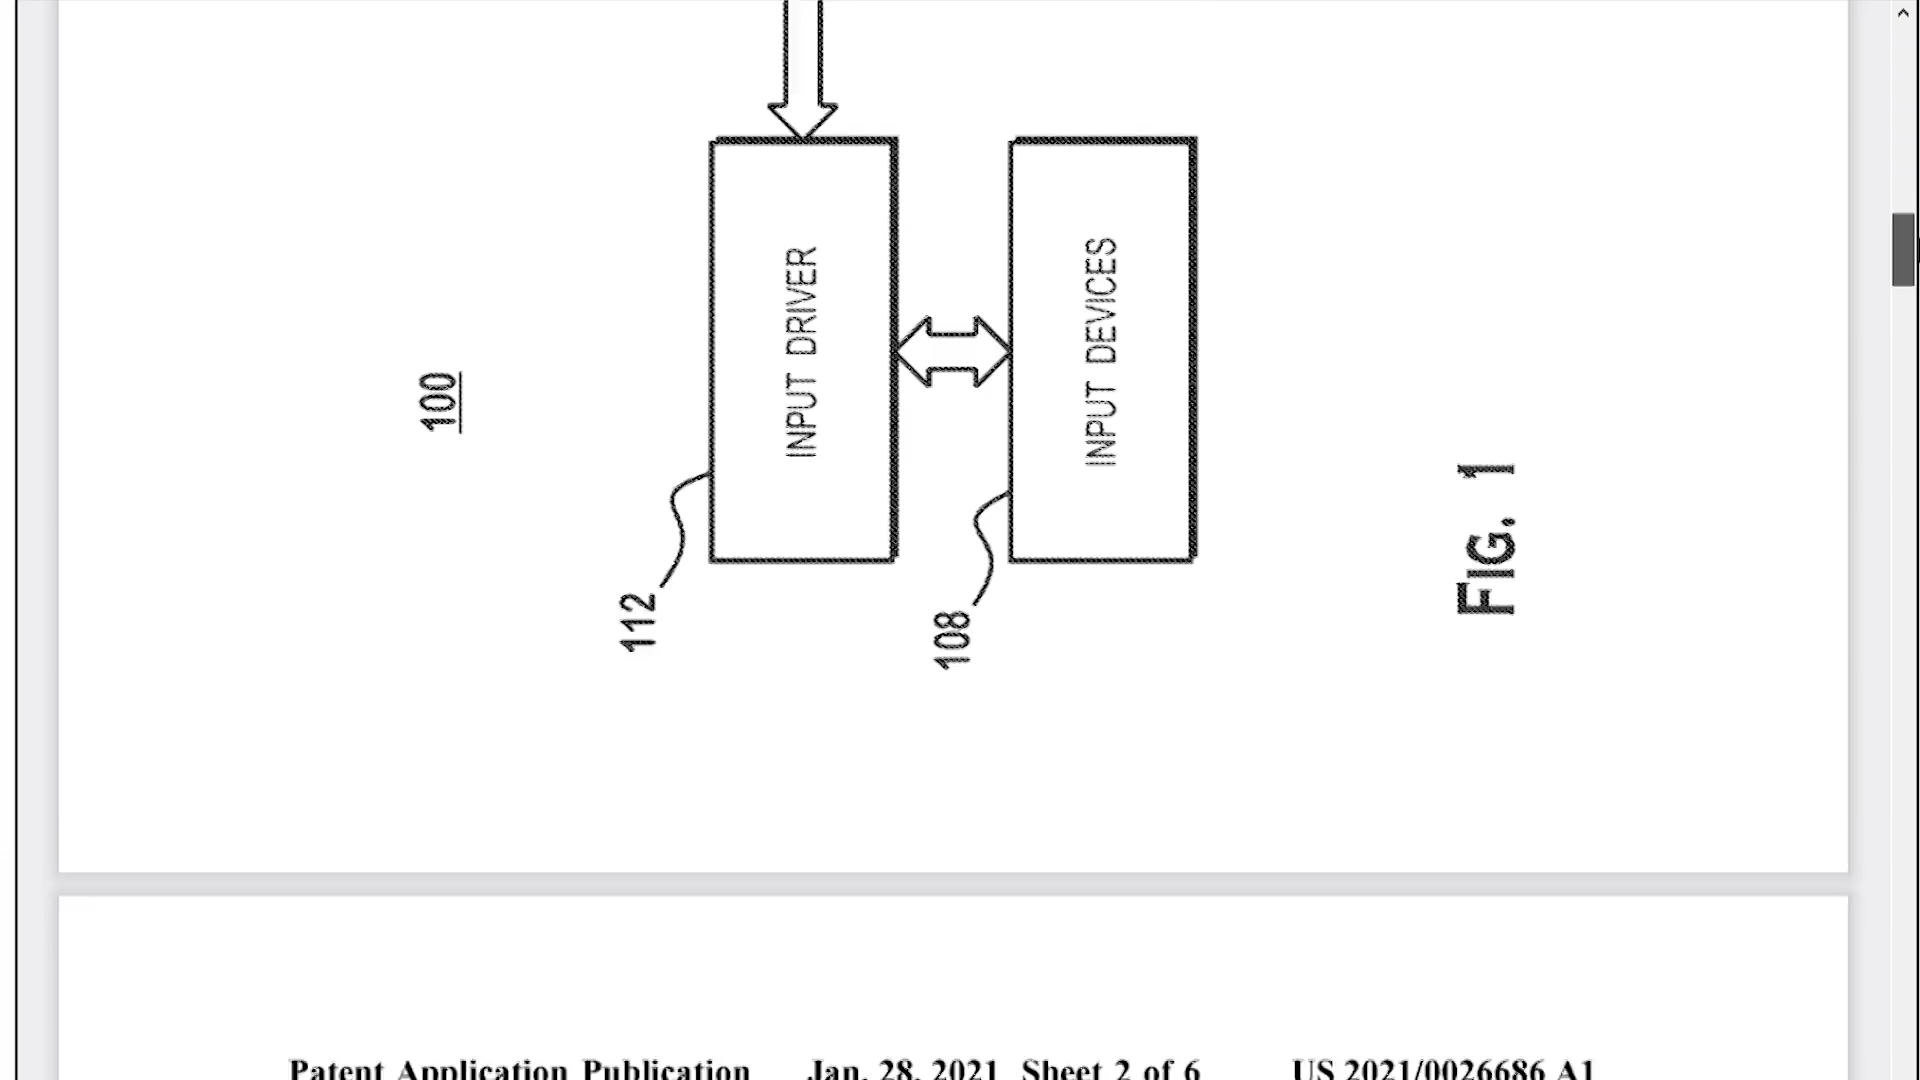 100
112
INPUT DRIVER
108
INPUT DEVICES
FIG. 1
Patent Application Publication Jan. 28, 2021 Sheet 2 of 6 US 2021/0026686 A1